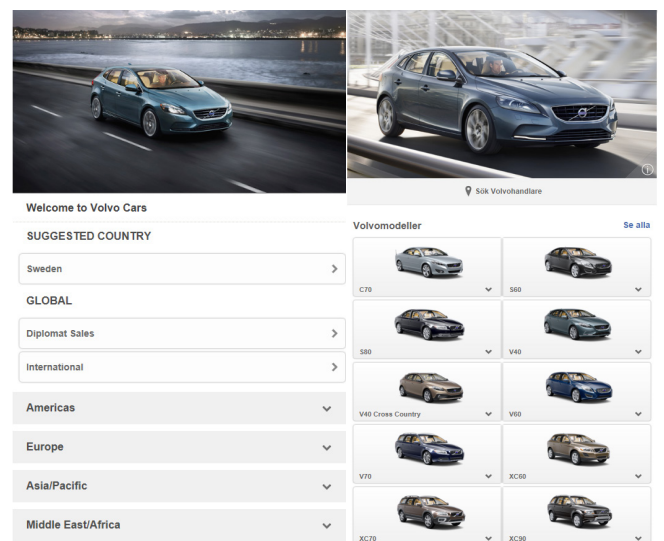 Welcome to Volvo Cars
SUGGESTED COUNTRY
Sweden
GLOBAL
Diplomat Sales
International
Americas
Europe
Asia/Pacific
Middle East/Africa
Sök Volvohandlare
Volvomodeller
Se alla
C70
S60
S80
V40
V40 Cross Country
V60
V70
XC60
XC70
XC90